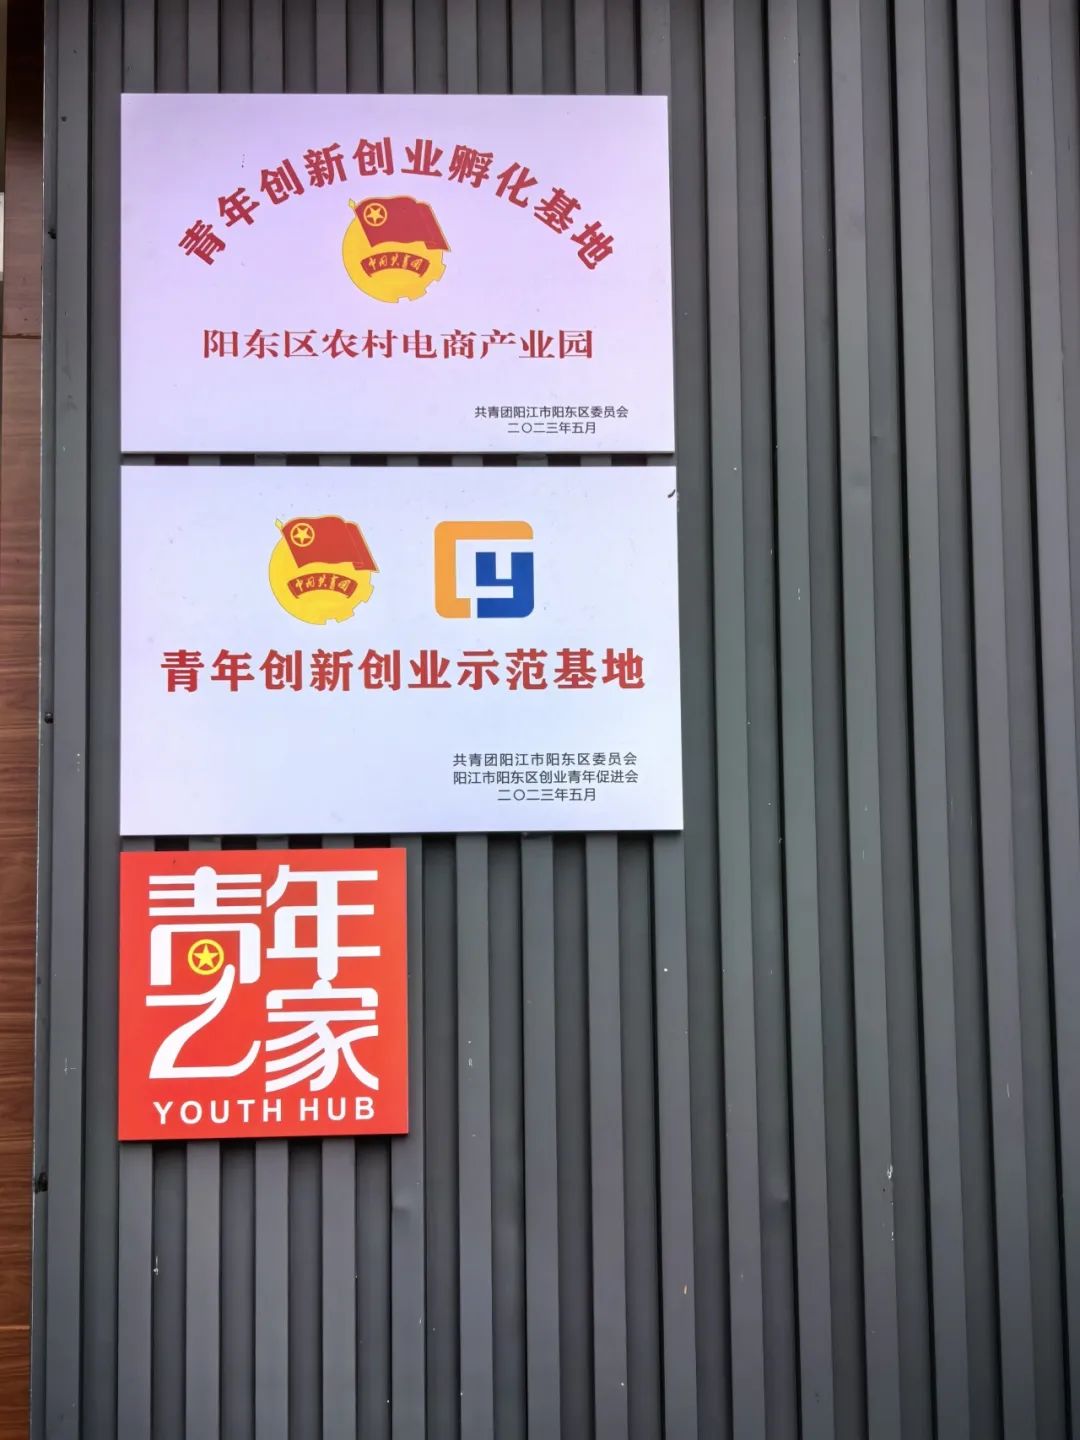 青年创新创业孵化基地
中国共青团
阳东区农村电商产业园
共青团阳江市阳东区委员会
二〇二三年五月
中国共青团
青年创新创业示范基地
共青团阳江市阳东区委员会
阳江市阳东区创业青年促进会
二〇二三年五月
青年
之家
YOUTH HUB